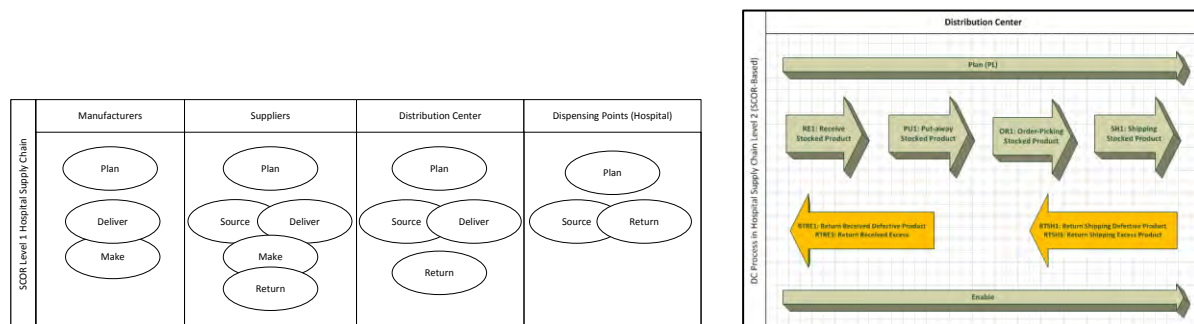 SCOR Level 1 Hospital Supply Chain
Manufacturers
Suppliers
Distribution Center
Dispensing Points (Hospital)
Plan
Deliver
Make
Plan
Source
Deliver
Make
Return
Plan
Source
Deliver
Return
Plan
Source
Return
DC Process in Hospital Supply Chain Level 2 (SCOR-Based)
Distribution Center
Plan (PL)
RE1: Receive
Stocked Product
PU1: Put-away
Stocked Product
OR1: Order-Picking
Stocked Product
SH1: Shipping
Stocked Product
RTRE1: Return Received Defective Product
RTRE3: Return Received Excess
RTSH1: Return Shipping Defective Product
RTSH3: Return Shipping Excess Product
Enable